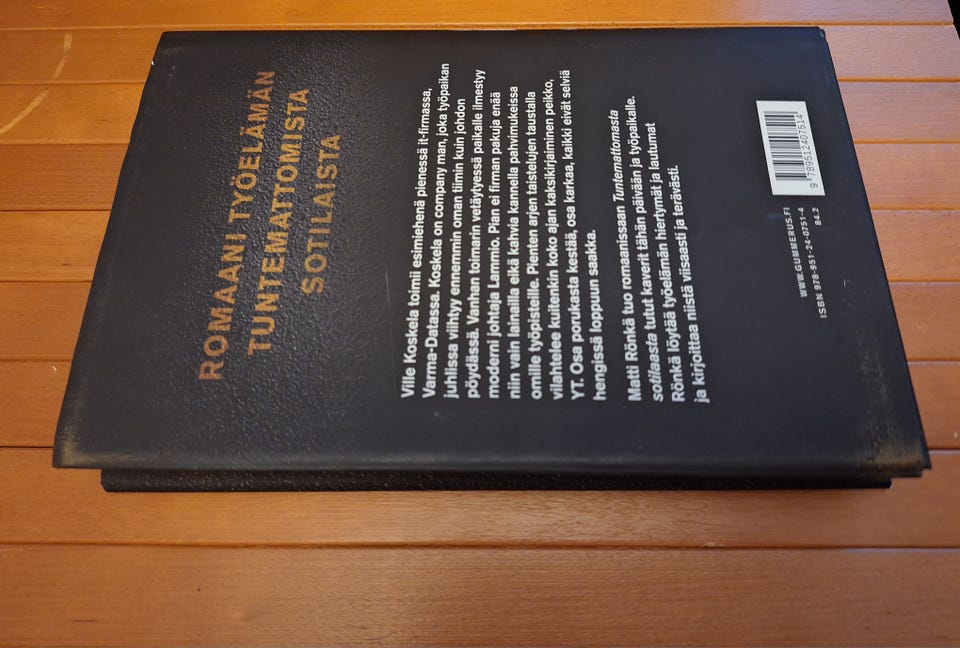 ROMAANI TYÖELÄMÄN
TUNTEMATTOMISTA
SOTILAISTA
Ville Koskela toimii esimiehenä pienessä it-firmassa,
Varma-Datassa. Koskela on company man, joka työpaikan
juhlissa viihtyy ennemmin oman tiimin kuin johdon
pöydässä. Vanhan toimarin vetäytyessä paikalle ilmestyy
moderni johtaja Lammio. Pian ei firman pakuja enää
niin vain lainailla eikä kahvia kannella pahvimukeissa
omille työpisteille. Pienten arjen taistelujen taustalla
vilahtelee kuitenkin koko ajan kaksikirjaiminen peikko,
YT. Osa porukasta kestää, osa karkaa, kaikki eivät selviä
hengissä loppuun saakka.
Matti Rönkä tuo romaanissaan Tuntemattomasta
sotilaasta tutut kaverit tähän päivään ja työpaikalle.
Rönkä löytää työelämän hiertymät ja lautumat
ja kirjoittaa niistä viisaasti ja terävästi.
9 789512 407514
WWW.GUMMERUS.FI
ISBN 978-951-24-0751-4
84.2